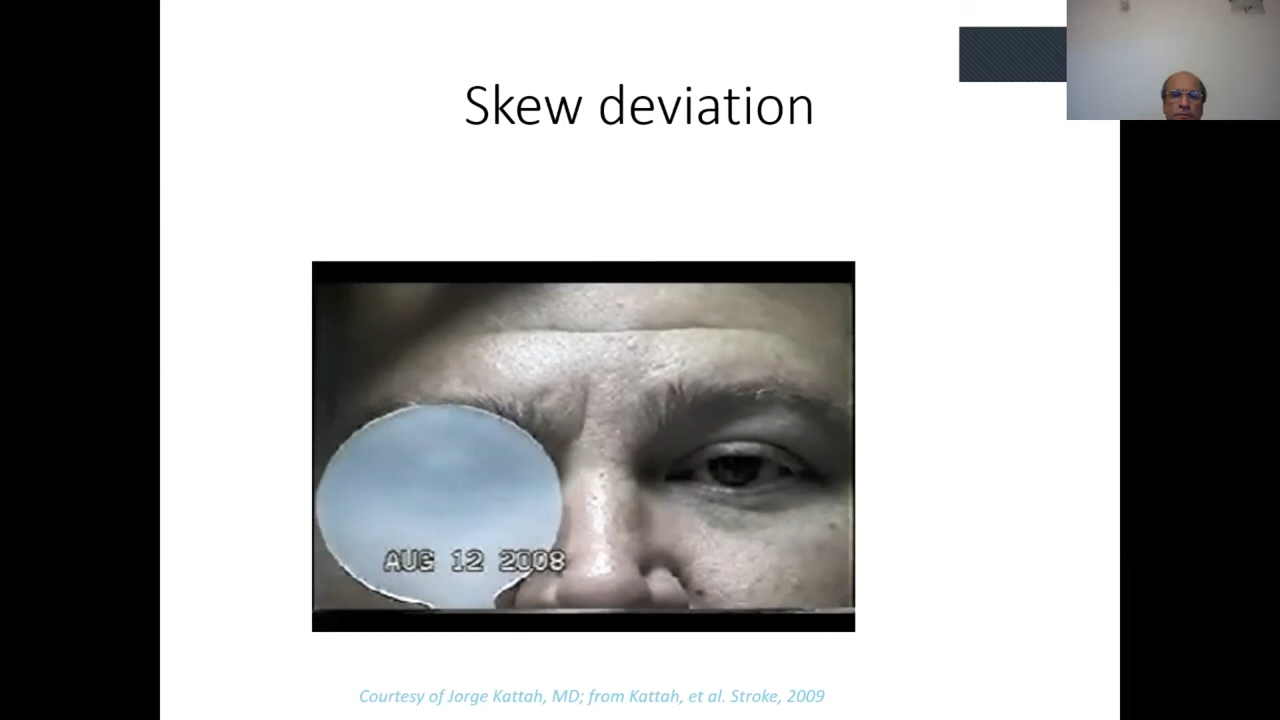 Skew deviation
AUG 12 2008
Courtesy of Jorge Kattah, MD; from Kattah, et al. Stroke, 2009